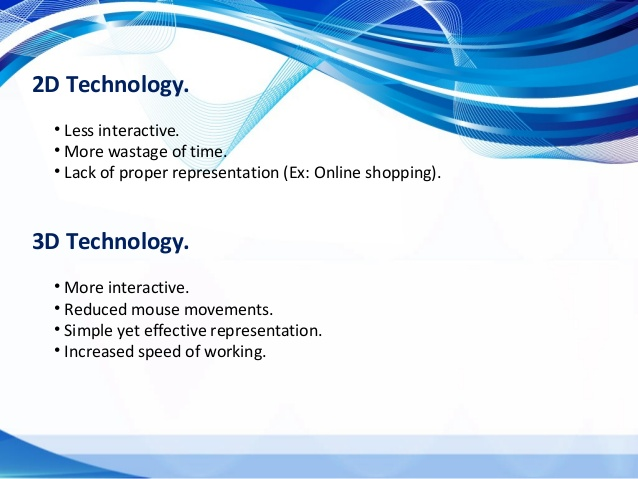 2D Technology.
• Less interactive.
• More wastage of time.
• Lack of proper representation (Ex: Online shopping).
3D Technology.
• More interactive.
• Reduced mouse movements.
• Simple yet effective representation.
• Increased speed of working.